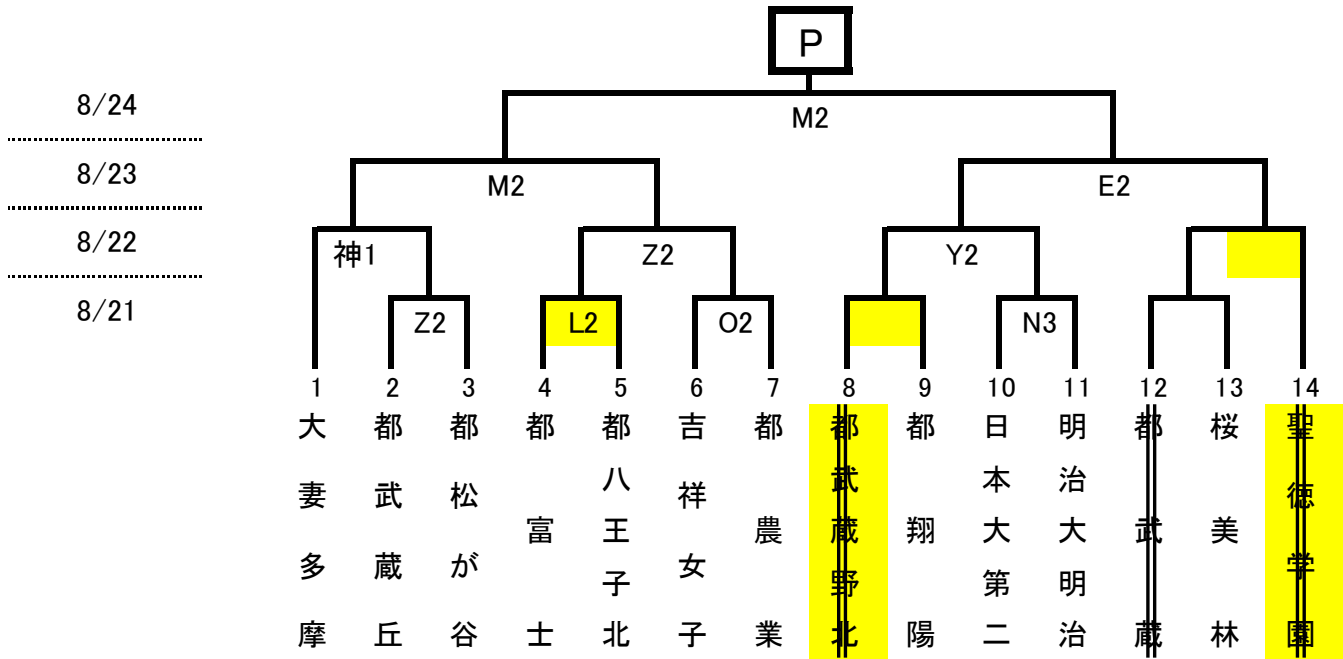 P
8/24
M2
8/23
M2
E2
8/22
神1
Z2
Y2
8/21
Z2
L2
O2
N3
1
2
3
4
5
6
7
8
9
10
11
12
13
14
大妻多摩
都武蔵丘
都松が谷
都富士
都八王子北
吉祥女子
都農業
都武蔵野北
都翔陽
日本大第二
明治大明治
都武蔵
桜美林
聖徳学園